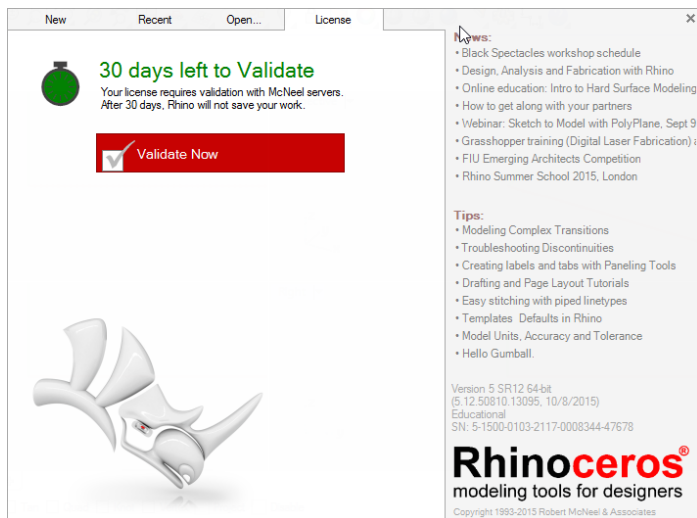 New Recent Open... License
30 days left to Validate
Your license requires validation with McNeel servers.
After 30 days, Rhino will not save your work.
Validate Now
News:
• Black Spectacles workshop schedule
• Design, Analysis and Fabrication with Rhino
• Online education: Intro to Hard Surface Modeling
• How to get along with your partners
• Webinar: Sketch to Model with PolyPlane, Sept 9
• Grasshopper training (Digital Laser Fabrication)
• FIU Emerging Architects Competition
• Rhino Summer School 2015, London
Tips:
• Modeling Complex Transitions
• Troubleshooting Discontinuities
• Creating labels and tabs with Paneling Tools
• Drafting and Page Layout Tutorials
• Easy stitching with piped linetypes
• Templates Defaults in Rhino
• Model Units, Accuracy and Tolerance
• Hello Gumball.
Version 5 SR12 64-bit
(5.12.50810.13095, 10/8/2015)
Educational
SN: 5-1500-0103-2117-0008344-47678
Rhinoceros®
modeling tools for designers
Copyright 1993-2015 Robert McNeel & Associates